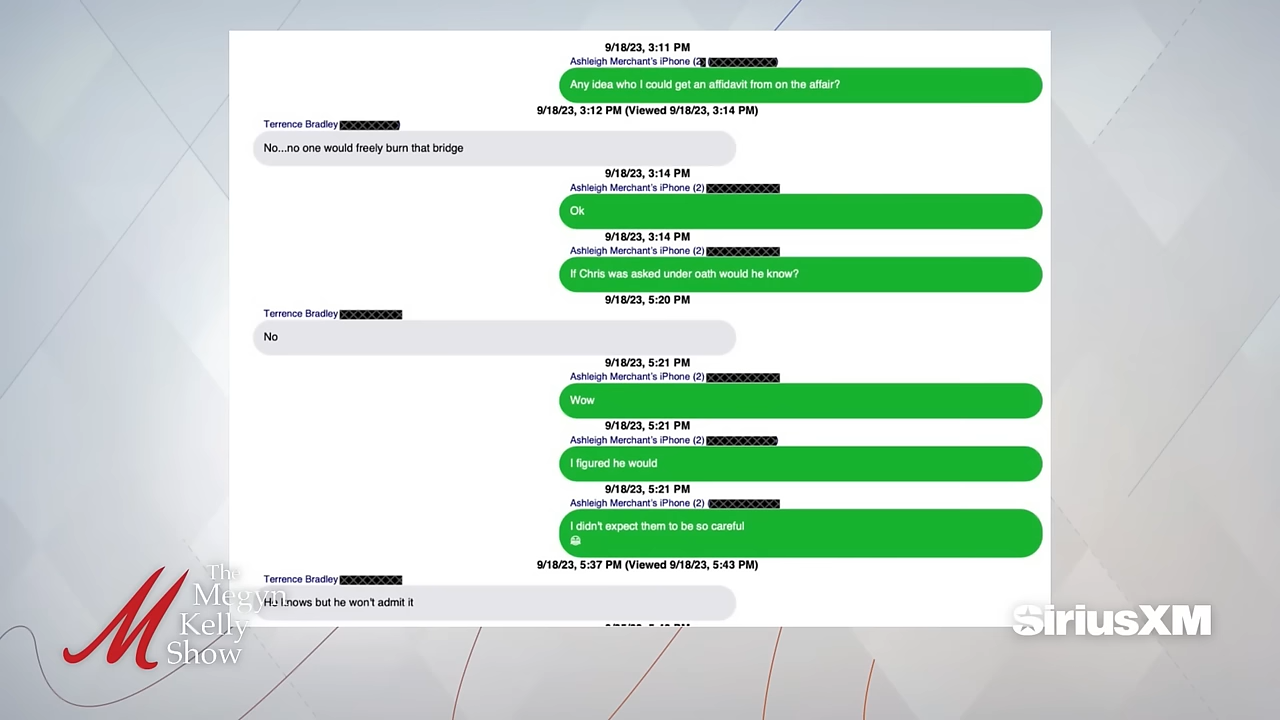 9/18/23, 3:11 PM
Ashleigh Merchant's iPhone (2)
Any idea who I could get an affidavit from on the affair?
9/18/23, 3:12 PM (Viewed 9/18/23, 3:14 PM)
Terrence Bradley
No...no one would freely burn that bridge
9/18/23, 3:14 PM
Ashleigh Merchant's iPhone (2)
Ok
9/18/23, 3:14 PM
Ashleigh Merchant's iPhone (2)
If Chris was asked under oath would he know?
9/18/23, 5:20 PM
Terrence Bradley
No
9/18/23, 5:21 PM
Ashleigh Merchant's iPhone (2)
Wow
9/18/23, 5:21 PM
Ashleigh Merchant's iPhone (2)
I figured he would
9/18/23, 5:21 PM
Ashleigh Merchant's iPhone (2)
I didn't expect them to be so careful
9/18/23, 5:37 PM (Viewed 9/18/23, 5:43 PM)
Terrence Bradley
He knows but he won't admit it
The
Megyn
Kelly
Show
SiriusXM